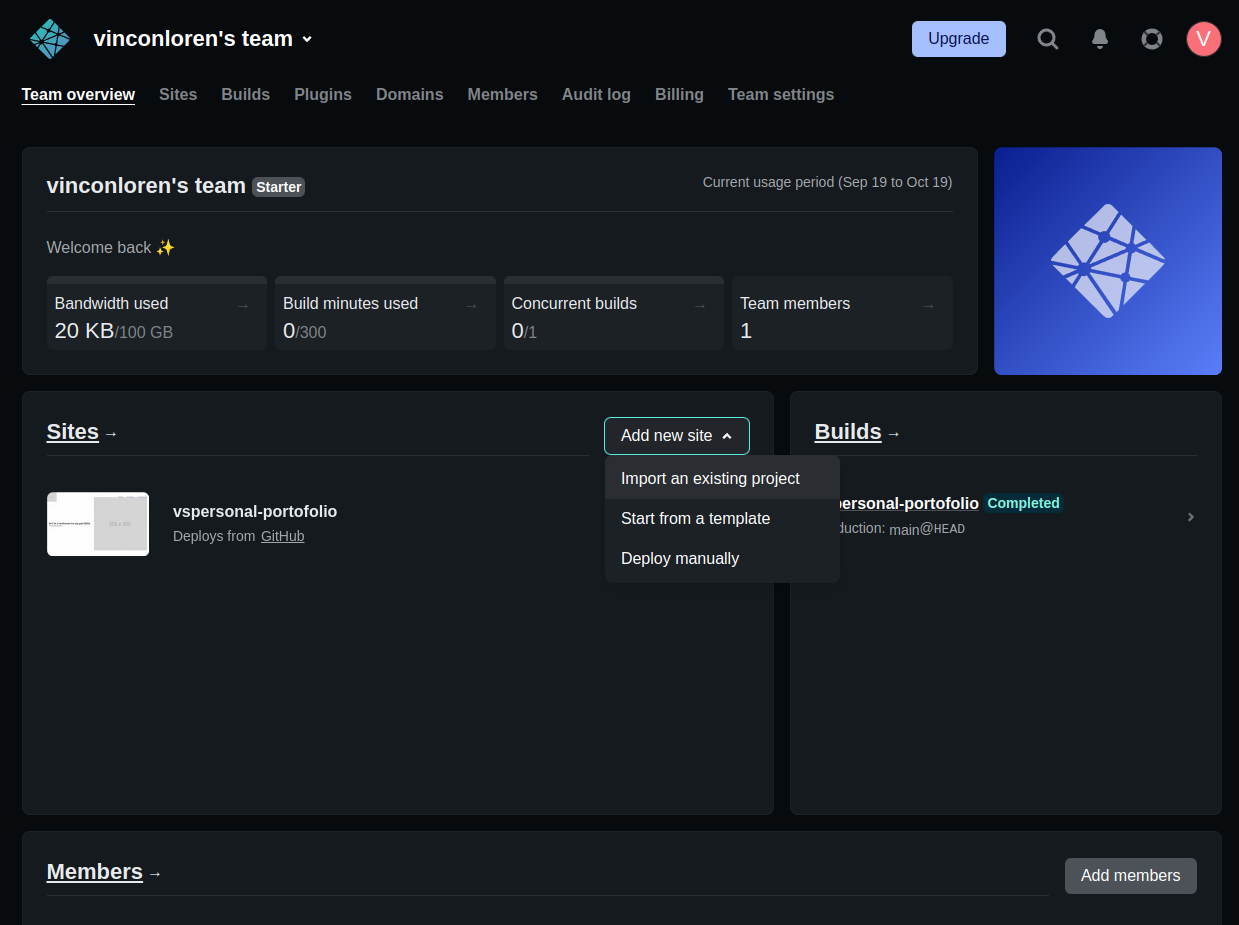 vinconloren's team
Upgrade
V
Team overview Sites Builds Plugins Domains Members Audit log Billing Team settings
vinconloren's team Starter
Current usage period (Sep 19 to Oct 19)
Welcome back ✨
Bandwidth used →
20 KB/100 GB
Build minutes used →
0/300
Concurrent builds →
0/1
Team members →
1
Sites →
Add new site
Import an existing project
Start from a template
Deploy manually
vspersonal-portofolio
Deploys from GitHub
Builds →
personal-portofolio Completed
duction: main@HEAD
Members →
Add members